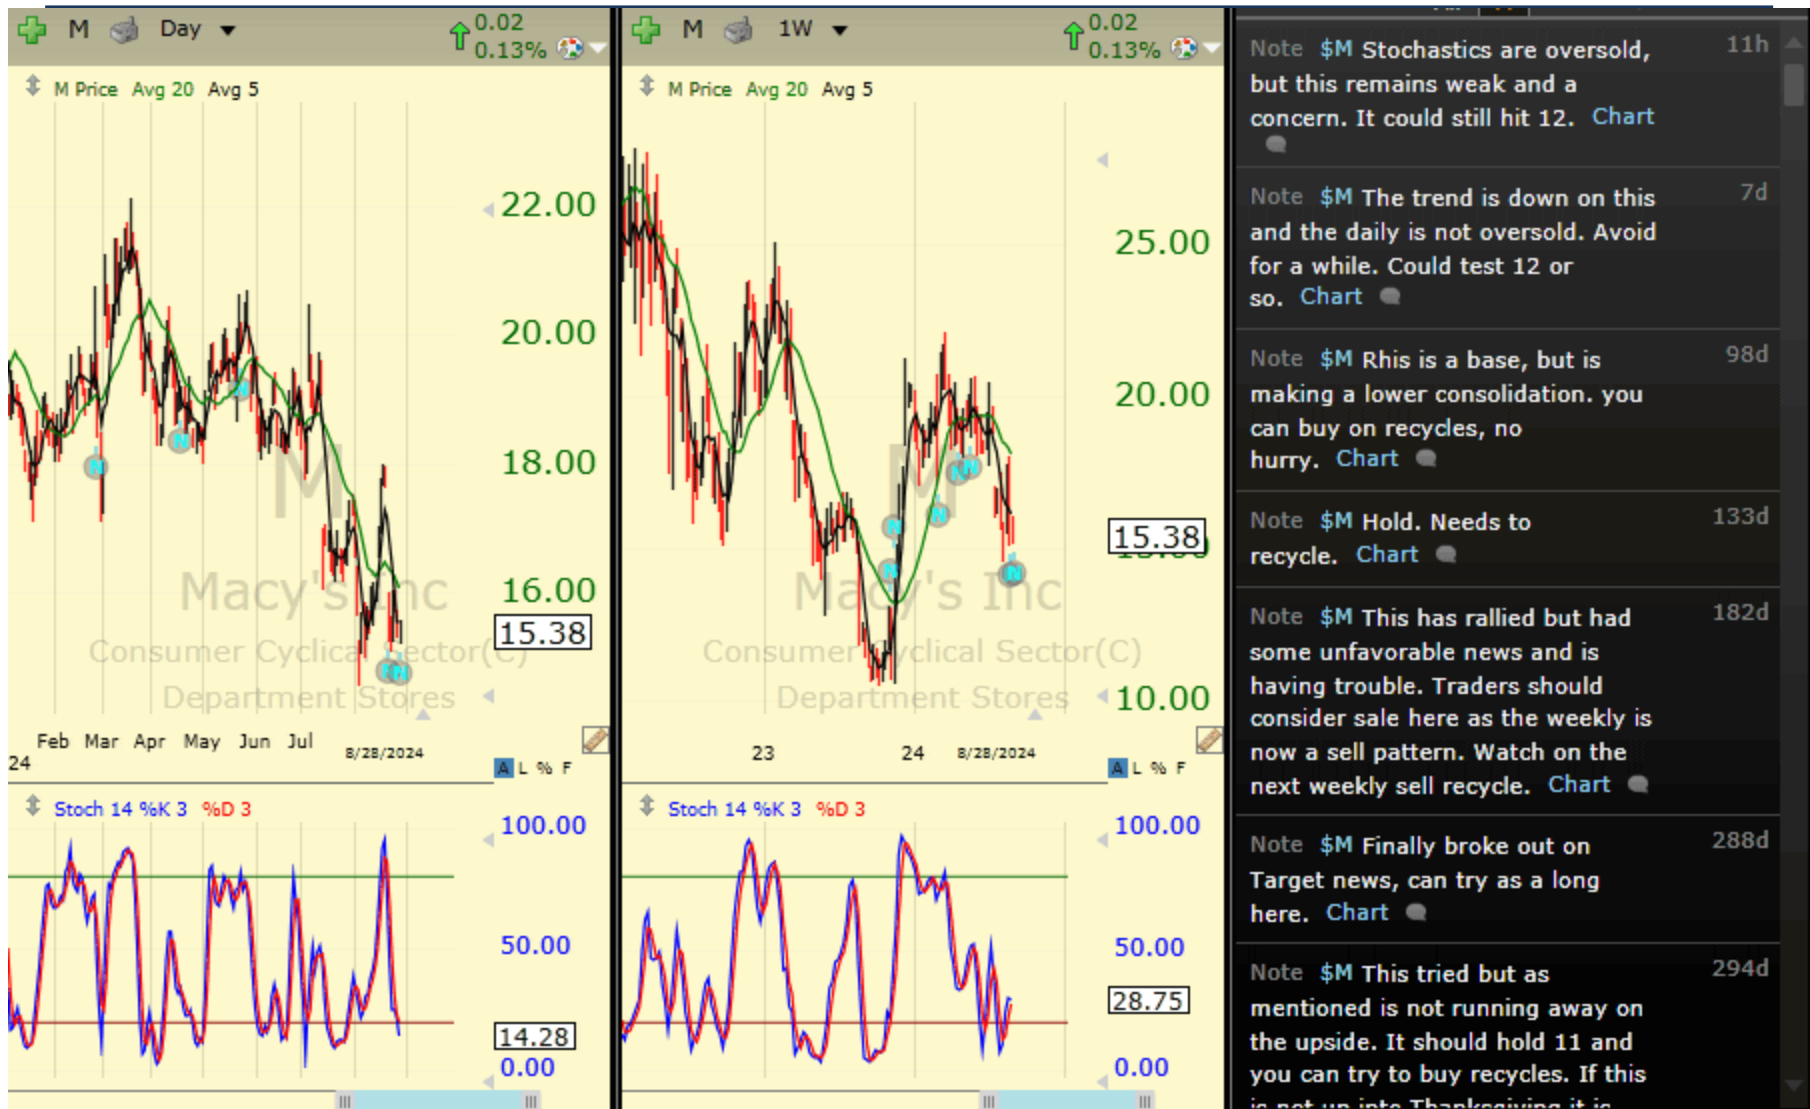 M Day 0.02
0.13%
M Price Avg 20 Avg 5
22.00
20.00
18.00
16.00
15.38
M
Macy's Inc
Consumer Cyclical Sector(C)
Department Stores
Feb Mar Apr May Jun Jul 8/28/2024
24
A L % F
Stoch 14 %K 3 %D 3
100.00
50.00
14.28
0.00
M 1W 0.02
0.13%
M Price Avg 20 Avg 5
25.00
20.00
15.38
10.00
M
Macy's Inc
Consumer Cyclical Sector(C)
Department Stores
23 24 8/28/2024
A L % F
Stoch 14 %K 3 %D 3
100.00
50.00
28.75
0.00
Note $M Stochastics are oversold, 11h
but this remains weak and a
concern. It could still hit 12. Chart
Note $M The trend is down on this 7d
and the daily is not oversold. Avoid
for a while. Could test 12 or
so. Chart
Note $M Rhis is a base, but is 98d
making a lower consolidation. you
can buy on recycles, no
hurry. Chart
Note $M Hold. Needs to 133d
recycle. Chart
Note $M This has rallied but had 182d
some unfavorable news and is
having trouble. Traders should
consider sale here as the weekly is
now a sell pattern. Watch on the
next weekly sell recycle. Chart
Note $M Finally broke out on 288d
Target news, can try as a long
here. Chart
Note $M This tried but as 294d
mentioned is not running away on
the upside. It should hold 11 and
you can try to buy recycles. If this
is not up into Thanksgiving it is